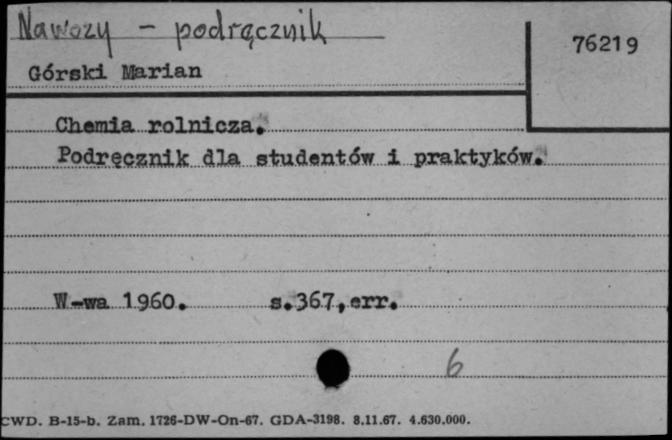 Nawozy - podręcznik
76219
Górski Marian
Chemia rolnicza.
Podręcznik dla studentów i praktyków.
W-wa 1960. s.367,err.
6
CWD. B-15-b. Zam. 1726-DW-On-67. GDA-3198. 8.11.67. 4.630.000.